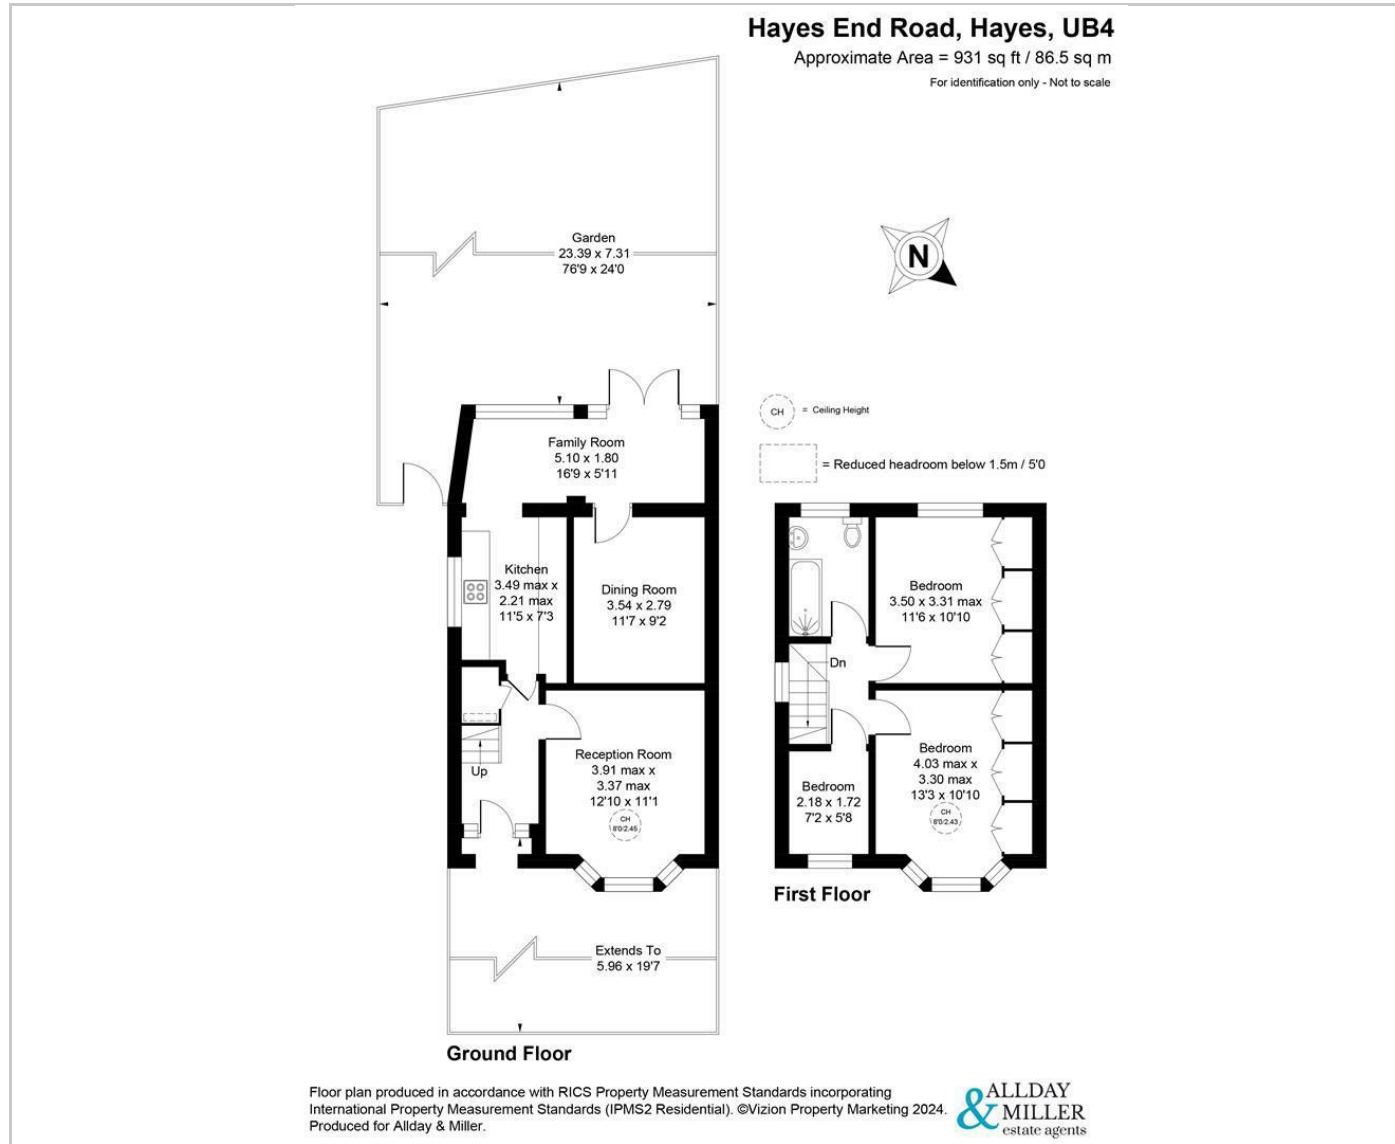 Hayes End Road, Hayes, UB4
Approximate Area = 931 sq ft / 86.5 sq m
For identification only - Not to scale
Garden
23.39 x 7.31
76'9 x 24'0
N
CH = Ceiling Height
= Reduced headroom below 1.5m / 5'0
Family Room
5.10 x 1.80
16'9 x 5'11
Kitchen
3.49 max x
2.21 max
11'5 x 7'3
Dining Room
3.54 x 2.79
11'7 x 9'2
Up
Reception Room
3.91 max x
3.37 max
12'10 x 11'1
CH
8'0/2.45
Extends To
5.96 x 19'7
Ground Floor
Bedroom
3.50 x 3.31 max
11'6 x 10'10
Dn
Bedroom
4.03 max x
3.30 max
13'3 x 10'10
CH
8'0/2.43
Bedroom
2.18 x 1.72
7'2 x 5'8
First Floor
Floor plan produced in accordance with RICS Property Measurement Standards incorporating
International Property Measurement Standards (IPMS2 Residential). ©Vizion Property Marketing 2024.
Produced for Allday & Miller.
ALLDAY
& MILLER
estate agents